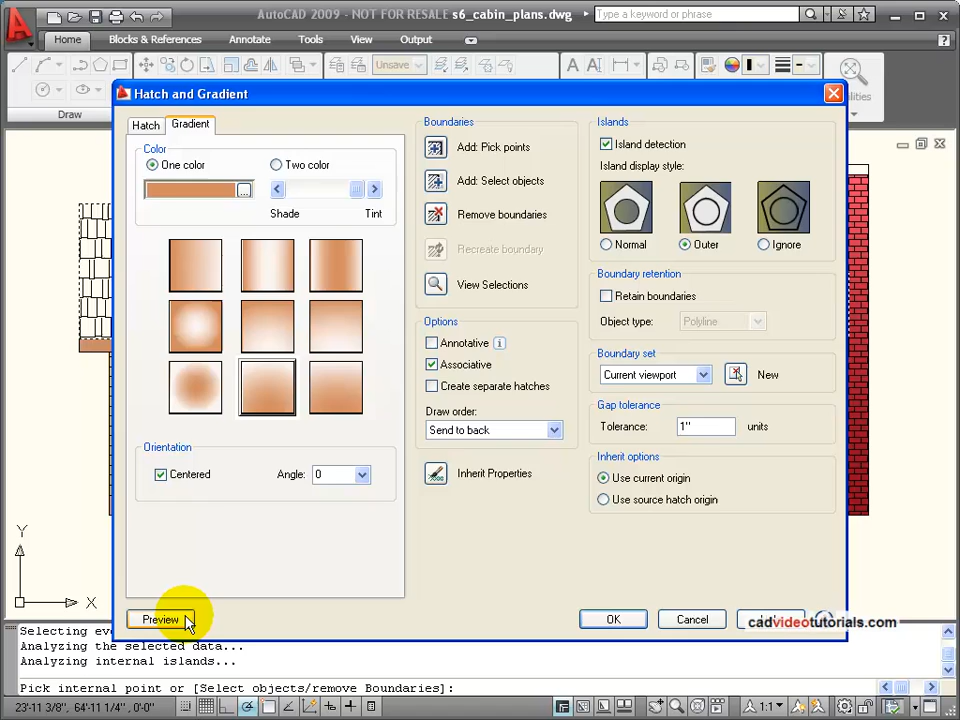 AutoCAD 2009 - NOT FOR RESALE s6_cabin_plans.dwg
Type a keyword or phrase
Home Blocks & References Annotate Tools View Output
Unsave
Draw
ilities
Hatch and Gradient
Hatch Gradient
Color
One color Two color
...
Shade Tint
Orientation
Centered Angle: 0
Preview
Boundaries
Add: Pick points
Add: Select objects
Remove boundaries
Recreate boundary
View Selections
Options
Annotative
Associative
Create separate hatches
Draw order:
Send to back
Inherit Properties
Islands
Island detection
Island display style:
Normal Outer Ignore
Boundary retention
Retain boundaries
Object type: Polyline
Boundary set
Current viewport New
Gap tolerance
Tolerance: 1" units
Inherit options
Use current origin
Use source hatch origin
OK Cancel
cadvideotutorials.com
Y
X
Selecting eve
Analyzing the selected data...
Analyzing internal islands...
Pick internal point or [Select objects/remove Boundaries]:
23'-11 3/8", 64'-11 1/4", 0'-0" 1:1